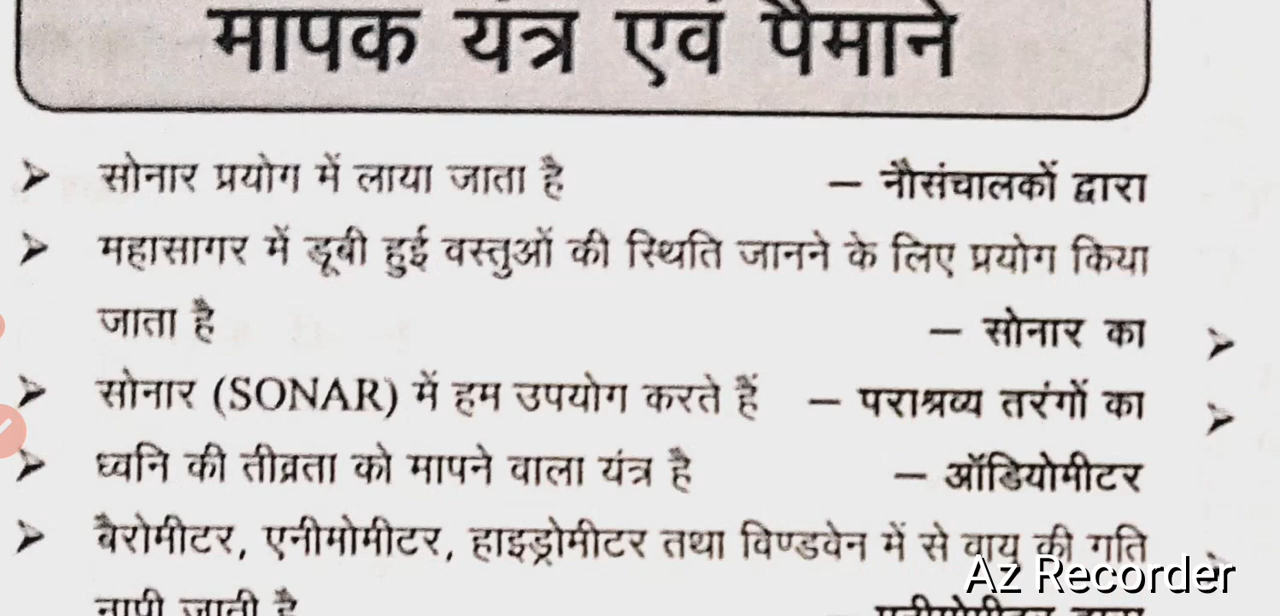 मापक यंत्र एवं पैमाने
➤ सोनार प्रयोग में लाया जाता है – नौसंचालकों द्वारा
➤ महासागर में डूबी हुई वस्तुओं की स्थिति जानने के लिए प्रयोग किया
जाता है – सोनार का
➤ सोनार (SONAR) में हम उपयोग करते हैं – पराश्रव्य तरंगों का
➤ ध्वनि की तीव्रता को मापने वाला यंत्र है – ऑडियोमीटर
➤ बैरोमीटर, एनीमोमीटर, हाइड्रोमीटर तथा विण्डवेन में से वायु की गति
नापी जाती है –
Az Recorder